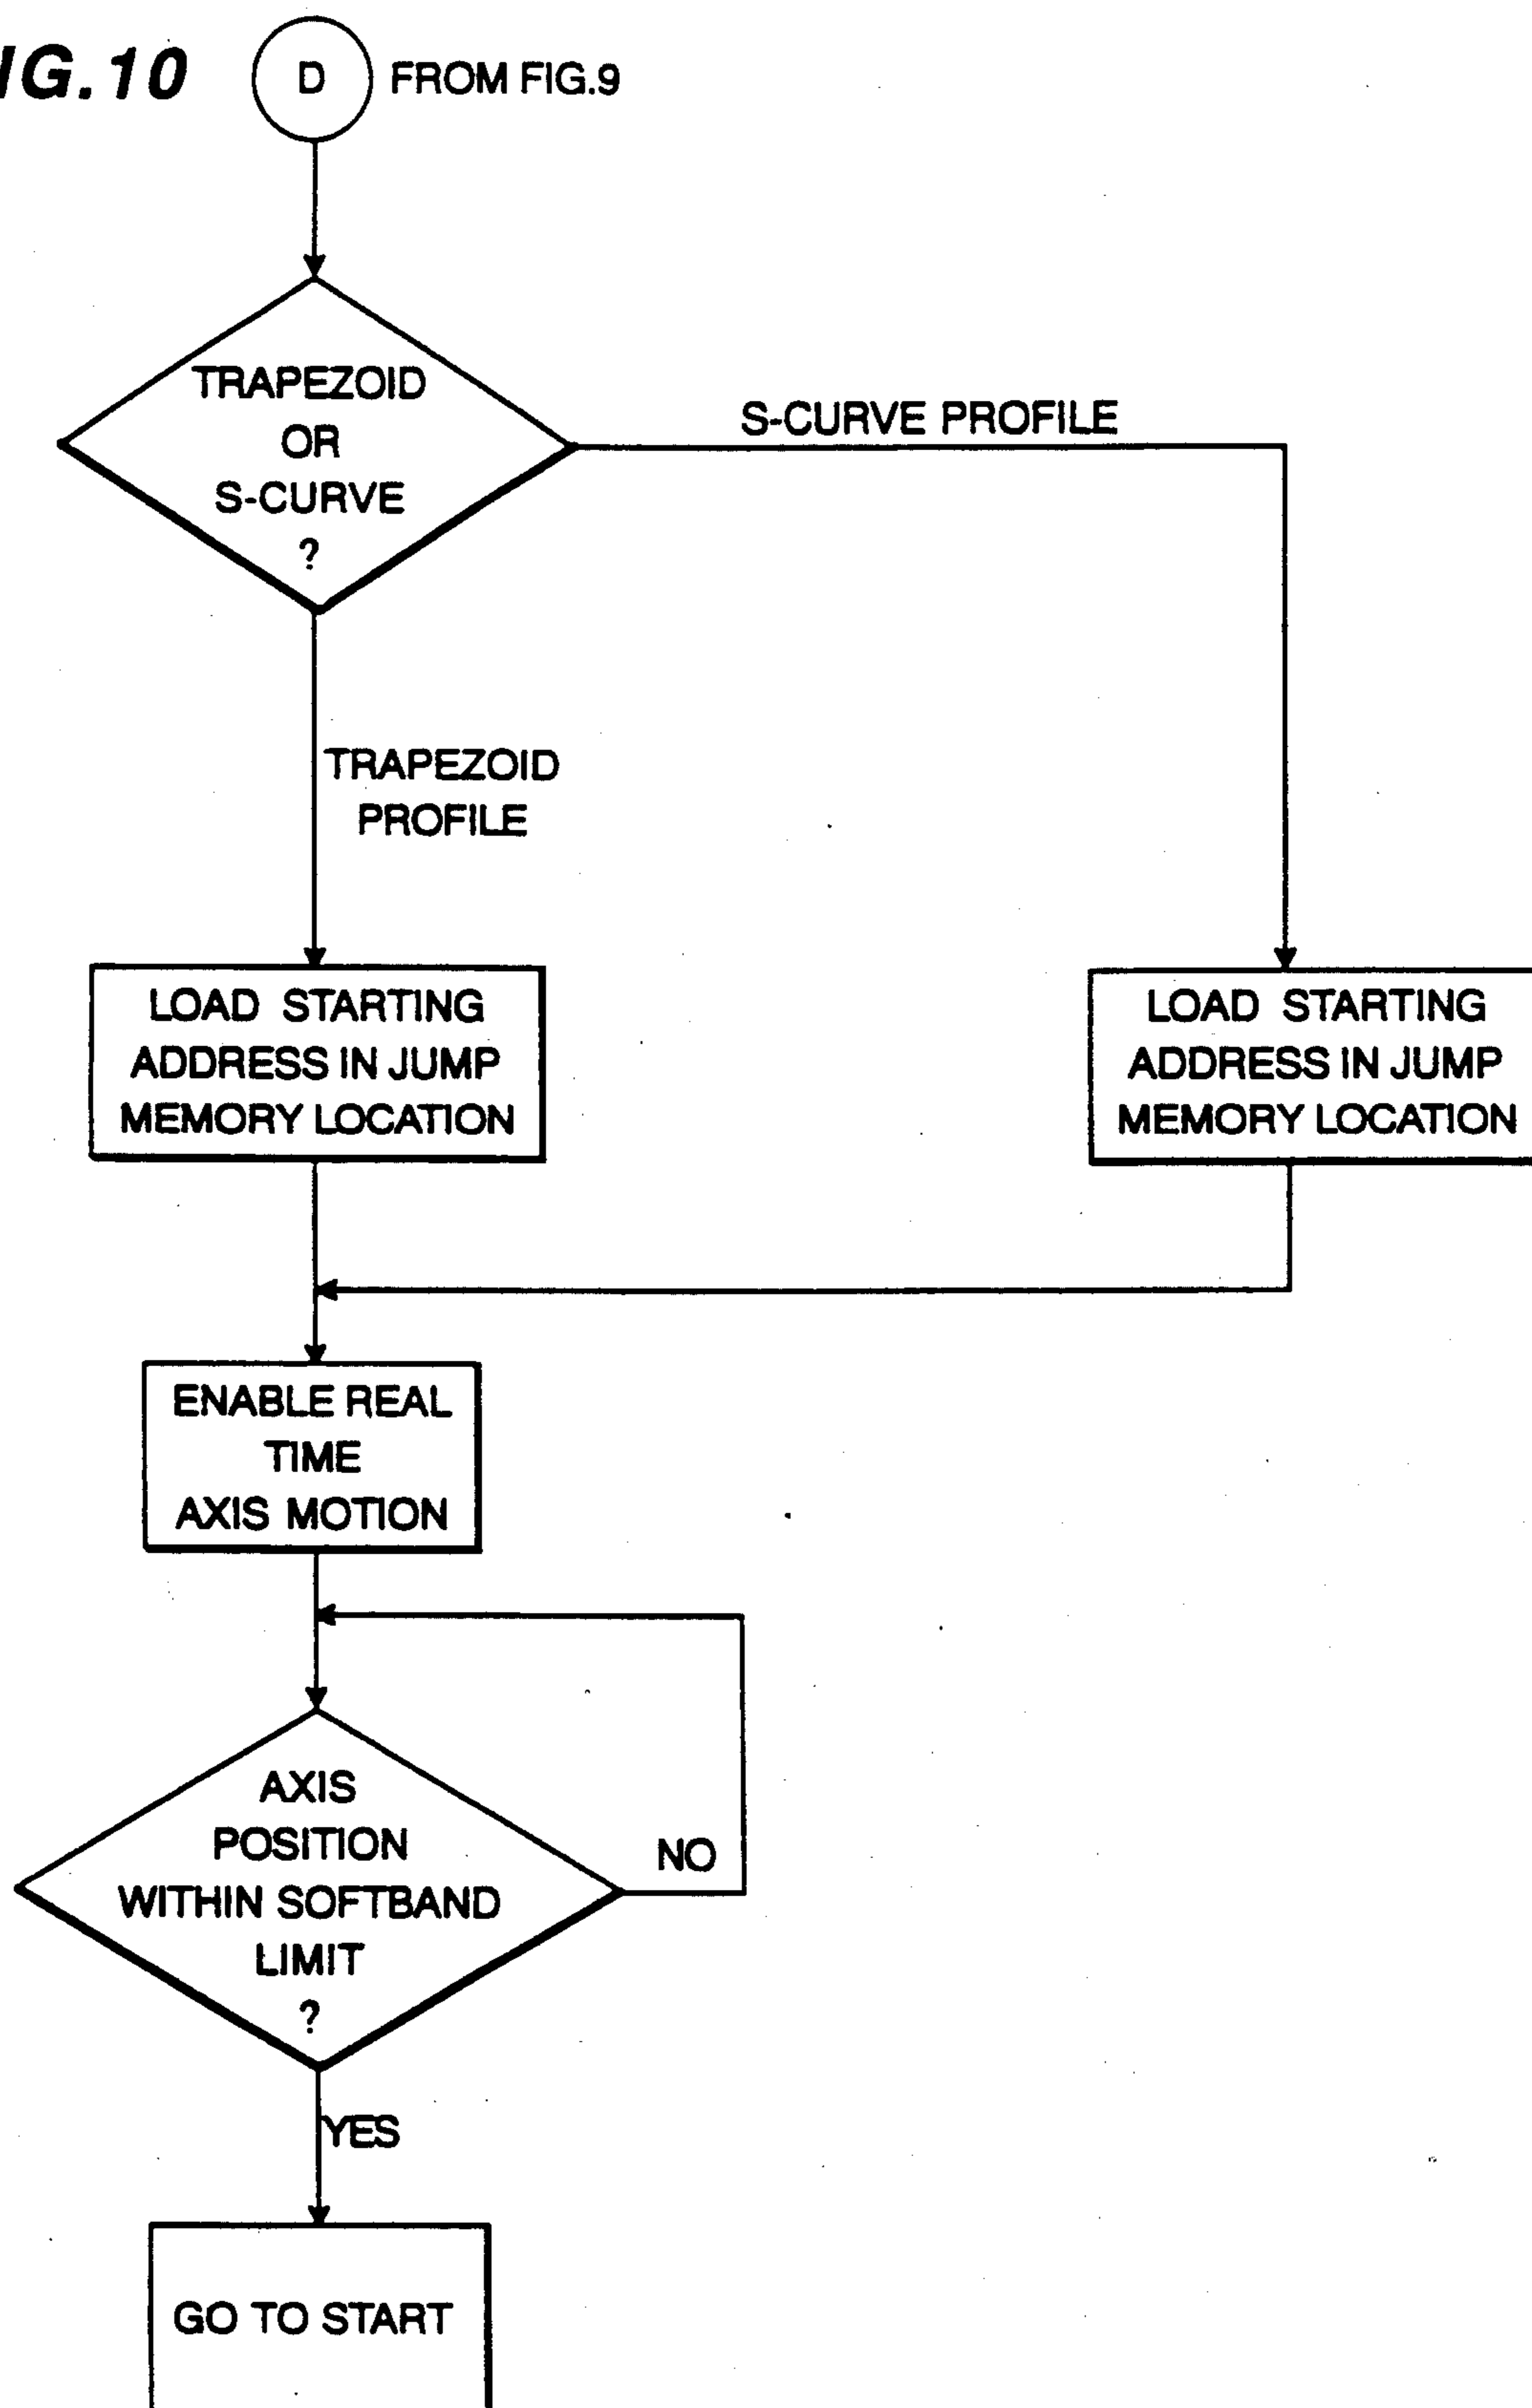 IG.10
D FROM FIG.9
TRAPEZOID
OR
S-CURVE
?
S-CURVE PROFILE
TRAPEZOID
PROFILE
LOAD STARTING
ADDRESS IN JUMP
MEMORY LOCATION
LOAD STARTING
ADDRESS IN JUMP
MEMORY LOCATION
ENABLE REAL
TIME
AXIS MOTION
AXIS
POSITION
WITHIN SOFTBAND
LIMIT
?
NO
YES
GO TO START